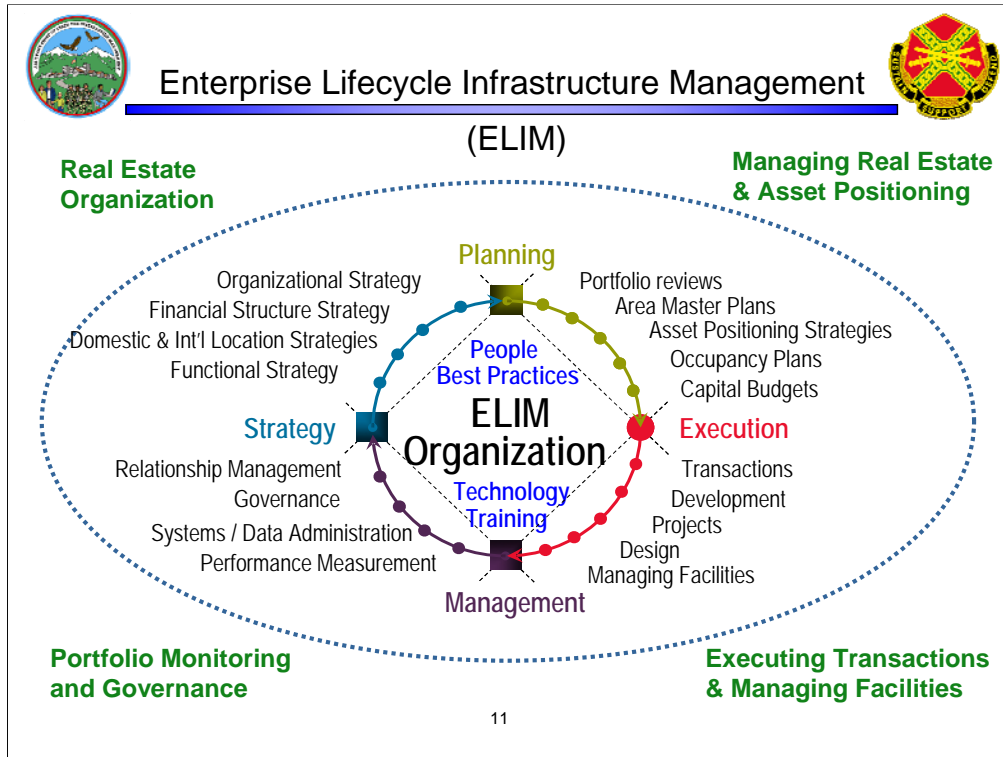 Enterprise Lifecycle Infrastructure Management
(ELIM)
SUPPORT
DEFEND
Real Estate
Organization
Managing Real Estate
& Asset Positioning
Planning
Organizational Strategy
Financial Structure Strategy
Domestic & Int'l Location Strategies
Functional Strategy
Portfolio reviews
Area Master Plans
Asset Positioning Strategies
Occupancy Plans
Capital Budgets
People
Best Practices
ELIM
Organization
Technology
Training
Strategy
Execution
Relationship Management
Governance
Systems / Data Administration
Performance Measurement
Transactions
Development
Projects
Design
Managing Facilities
Management
Portfolio Monitoring
and Governance
Executing Transactions
& Managing Facilities
11